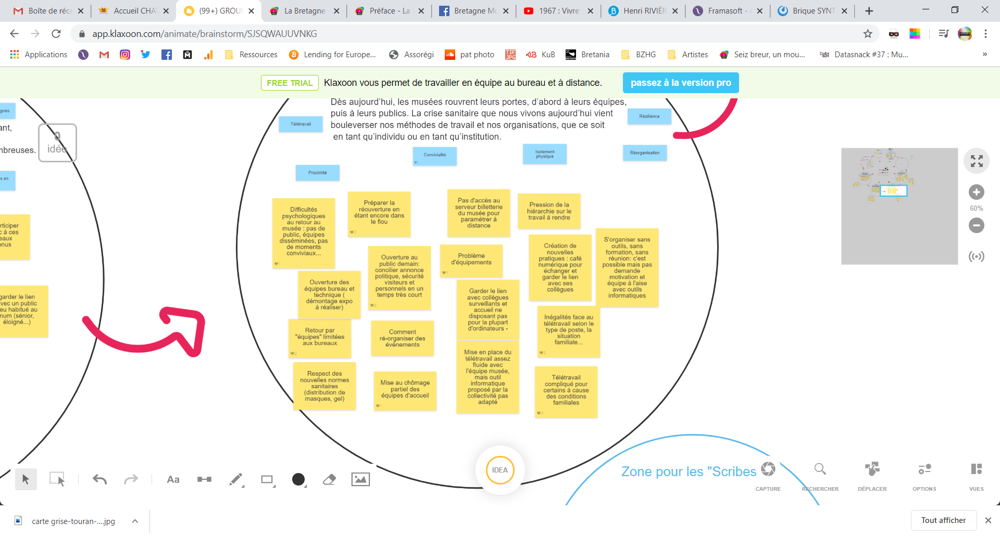 Boîte de réce
Accueil CHA
(99+) GROU
La Bretagne
Préface - La
Bretagne Mu
1967 : Vivre
Henri RIVIÈR
Framasoft -
Brique SYNT
app.klaxoon.com/animate/brainstorm/SJSQWAUUVNKG
Applications
Ressources
Lending for Europe...
Assorégi
pat photo
KuB
Bretania
BZHG
Artistes
Seiz breur, un mou...
Datasnack #37 : Mu...
»
FREE TRIAL
Klaxoon vous permet de travailler en équipe au bureau et à distance.
passez à la version pro
Dès aujourd'hui, les musées rouvrent leurs portes, d'abord à leurs équipes,
puis à leurs publics. La crise sanitaire que nous vivons aujourd'hui vient
bouleverser nos méthodes de travail et nos organisations, que ce soit
en tant qu'individu ou en tant qu'institution.
gnés
ant,
0
idée
mbreuses.
s en
Télétravail
Résilience
Convivialité
Isolement
physique
Réorganisation
Proximité
rticiper
c à ces
eaux
enus
garder le lien
avec un public
eu habitué au
num (sénior,
éloigné...)
Difficultés
psychologiques
au retour au
musée : pas de
public, équipes
disséminées, pas
de moments
conviviaux...
1
Préparer la
réouverture en
étant encore dans
le flou
2
Pas d'accès au
serveur billetterie
du musée pour
paramétrer à
distance
Pression de la
hiérarchie sur le
travail à rendre
Ouverture au
public demain:
concilier annonce
politique, sécurité
visiteurs et
personnels en un
temps très court
2
Problème
d'équipements
1
Création de
nouvelles
pratiques : café
numérique pour
échanger et
garder le lien
avec ses
collègues
S'organiser sans
outils, sans
formation, sans
réunion: c'est
possible mais pas
demande
motivation et
équipe à l'aise
avec outils
informatiques
Ouverture des
équipes bureau et
technique (
démontage expo
à réaliser)
Garder le lien
avec collègues
surveillants et
accueil ne
disposant pas
pour la plupart
d'ordinateurs -
Inégalités face au
télétravail selon le
type de poste, la
situation
familiale...
2
Retour par
"équipes" limitées
aux bureaux
2
Comment
ré-organiser des
événements
Mise en place du
télétravail assez
fluide avec
l'équipe musée,
mais outil
informatique
proposé par la
collectivité pas
adapté
Respect des
nouvelles normes
sanitaires
(distribution de
masques, gel)
Mise au chômage
partiel des
équipes d'accueil
1
Télétravail
compliqué pour
certains à cause
des conditions
familiales
3
60%
IDEA
Zone pour les "Scribes
Aa
CAPTURE
RECHERCHER
DÉPLACER
OPTIONS
VUES
carte grise-touran-....jpg
Tout afficher